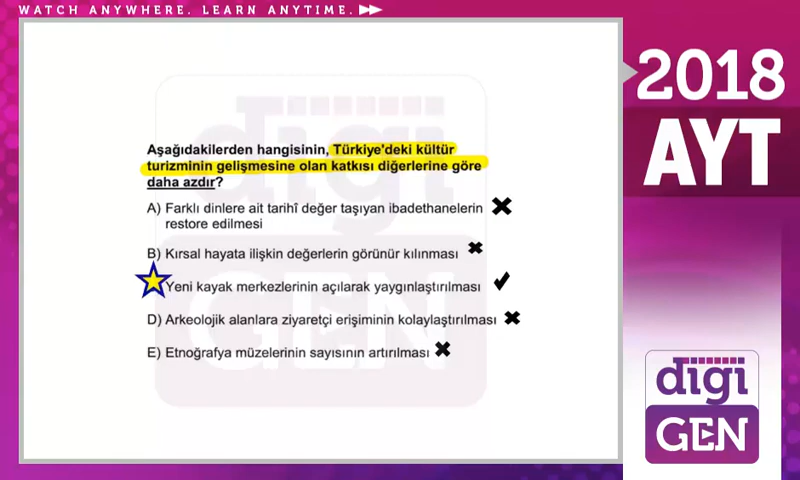 WATCH ANYWHERE. LEARN ANYTIME.
2018
AYT
Aşağıdakilerden hangisinin, Türkiye'deki kültür
turizminin gelişmesine olan katkısı diğerlerine göre
daha azdır?
A) Farklı dinlere ait tarihî değer taşıyan ibadethanelerin
restore edilmesi
B) Kırsal hayata ilişkin değerlerin görünür kılınması
Yeni kayak merkezlerinin açılarak yaygınlaştırılması
D) Arkeolojik alanlara ziyaretçi erişiminin kolaylaştırılması
E) Etnoğrafya müzelerinin sayısının artırılması
digi
GEN
digi
GEN